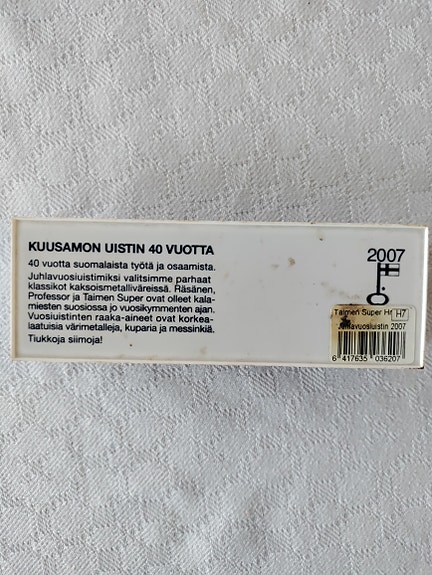 KUUSAMON UISTIN 40 VUOTTA
40 vuotta suomalaista työtä ja osaamista.
Juhlavuosiuistimiksi valitsimme parhaat
klassikot kaksoismetalliväreissä. Räsänen,
Professor ja Taimen Super ovat olleet kala-
miesten suosiossa jo vuosikymmenten ajan.
Vuosiuistinten raaka-aineet ovat korkea-
laatuisia värimetalleja, kuparia ja messinkiä.
Tiukkoja siimoja!
2007
Taimen Super H7
Juhlavuosiuistin 2007
6 417635 036207